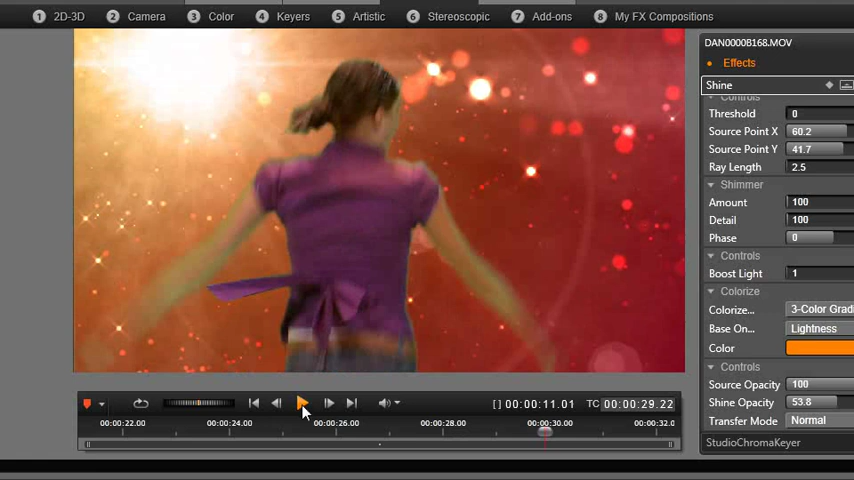 1 2D-3D 2 Camera 3 Color 4 Keyers 5 Artistic 6 Stereoscopic 7 Add-ons 8 My FX Compositions
DAN0000B168.MOV
Effects
Shine
Controls
Threshold 0
Source Point X 60.2
Source Point Y 41.7
Ray Length 2.5
Shimmer
Amount 100
Detail 100
Phase 0
Controls
Boost Light 1
Colorize
Colorize... 3-Color Gradi
Base On... Lightness
Color
Controls
Source Opacity 100
Shine Opacity 53.8
Transfer Mode Normal
StudioChromaKeyer
[] 00:00:11.01 TC 00:00:29.22
00:00:22.00 00:00:24.00 00:00:26.00 00:00:28.00 00:00:30.00 00:00:32.0